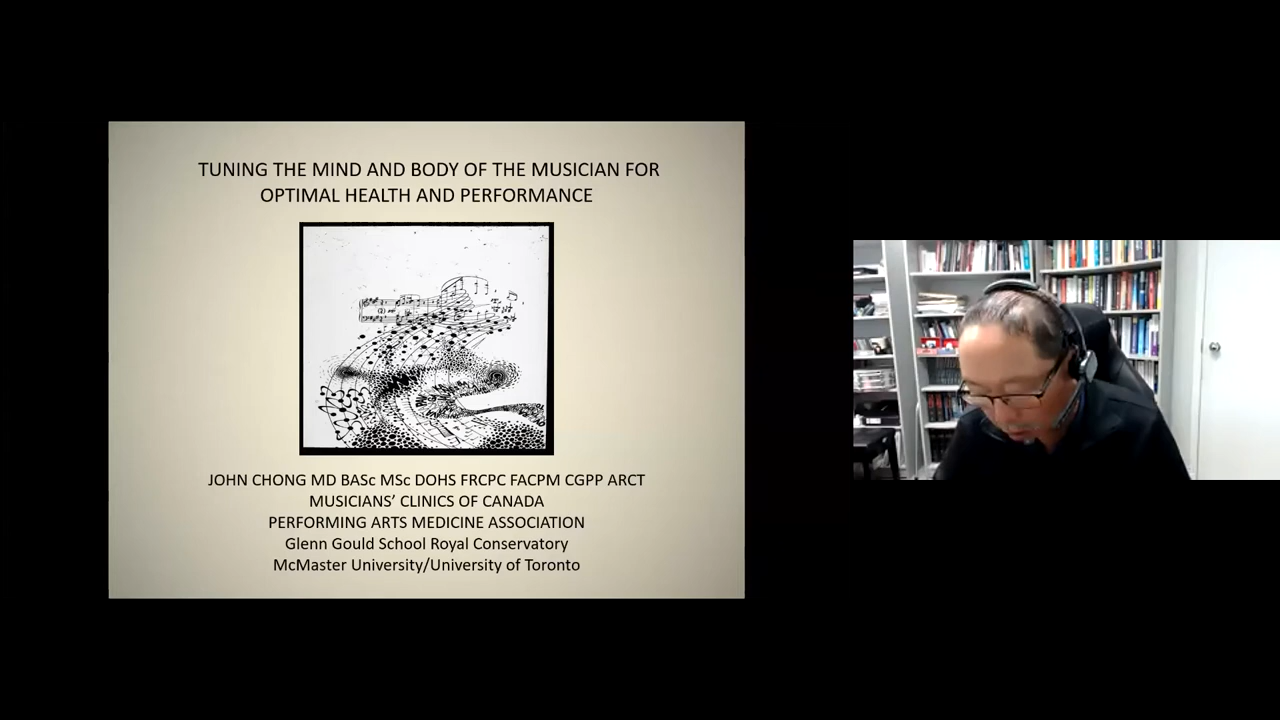 TUNING THE MIND AND BODY OF THE MUSICIAN FOR
OPTIMAL HEALTH AND PERFORMANCE
JOHN CHONG MD BASc MSc DOHS FRCPC FACPM CGPP ARCT
MUSICIANS’ CLINICS OF CANADA
PERFORMING ARTS MEDICINE ASSOCIATION
Glenn Gould School Royal Conservatory
McMaster University/University of Toronto